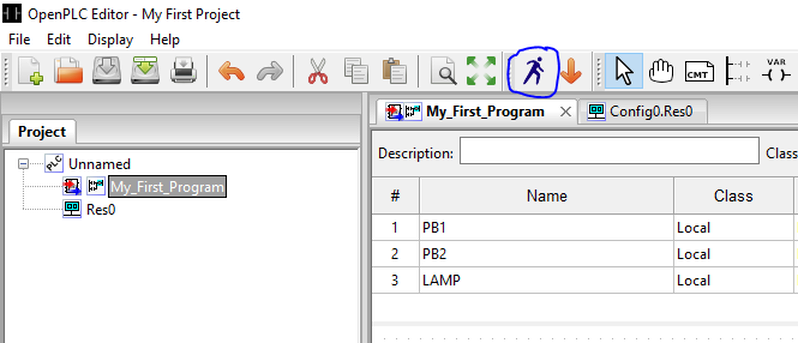 OpenPLC Editor - My First Project
File Edit Display Help
CMT VAR
My_First_Program Config0.Res0
Project
Description: Class
Unnamed
My_First_Program
Res0
# Name Class
1 PB1 Local
2 PB2 Local
3 LAMP Local